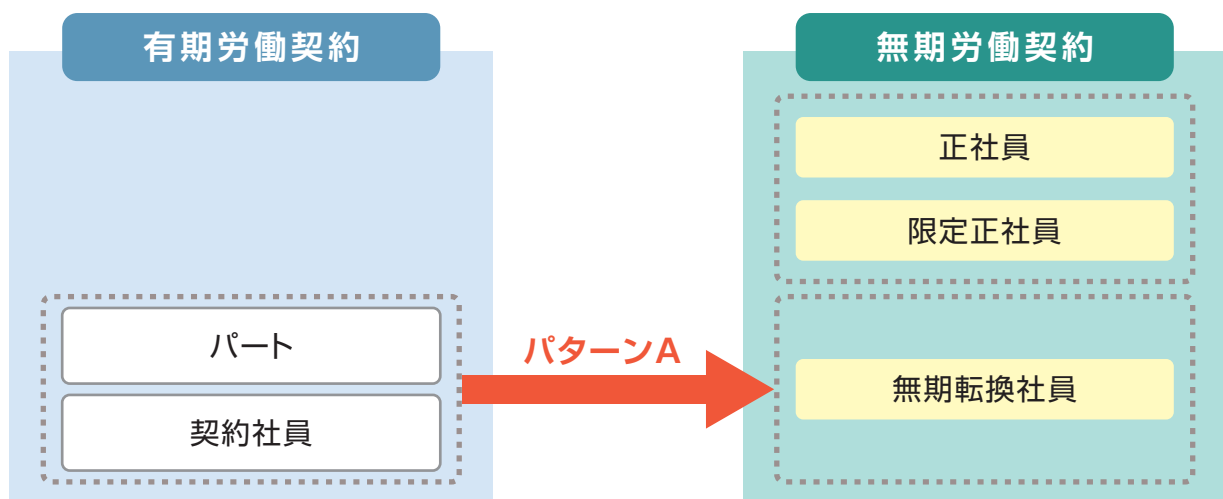 有期労働契約
パート
契約社員
パターンA
無期労働契約
正社員
限定正社員
無期転換社員